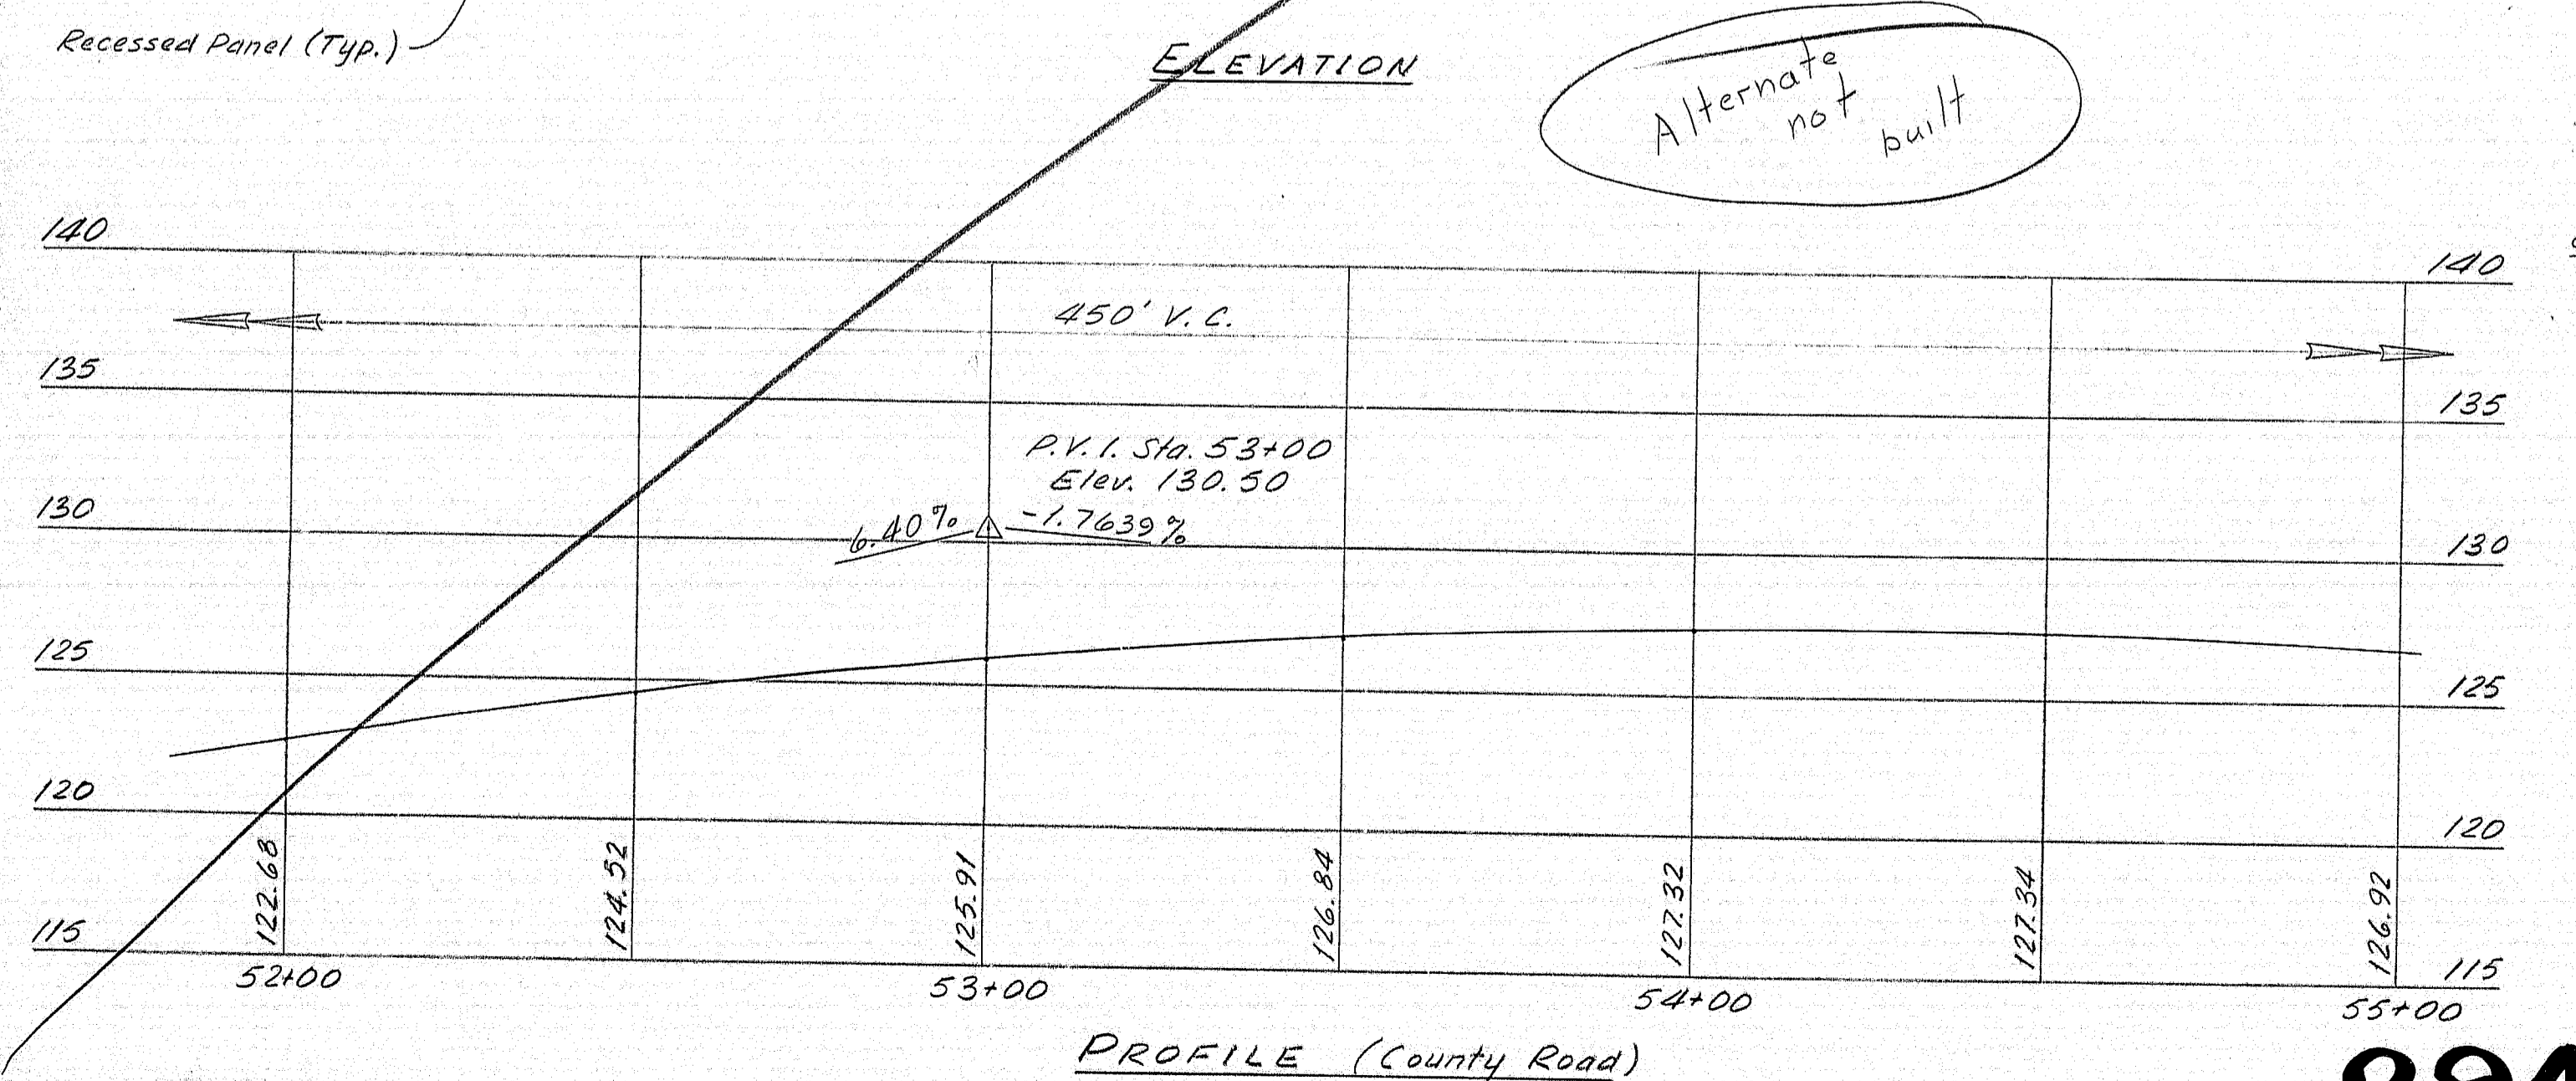 Recessed Panel (Typ.)
ELEVATION
Alternate
not
built
140
140
450' V.C.
135
135
P.V.I. Sta. 53+00
Elev. 130.50
130
6.40%
-1.7639%
130
125
125
120
120
122.68
124.52
125.91
126.84
127.32
127.34
126.92
115
115
52+00
53+00
54+00
55+00
PROFILE (County Road)